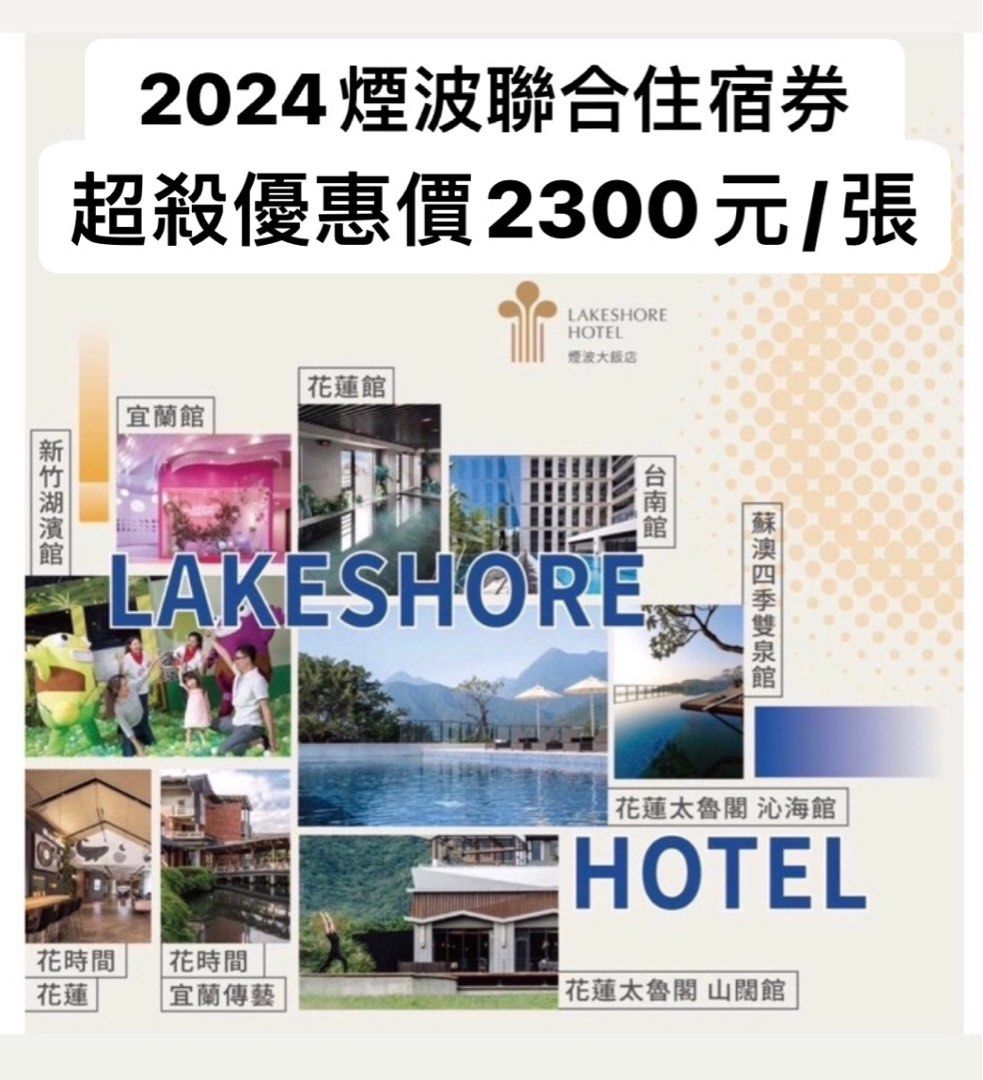 2024煙波聯合住宿券
超殺優惠價2300元/張
LAKESHORE
HOTEL
煙波大飯店
花蓮館
宜蘭館
新竹湖濱館
台南館
蘇澳四季雙泉館
LAKESHORE
花蓮太魯閣 沁海館
HOTEL
花時間
花蓮
花時間
宜蘭傳藝
花蓮太魯閣 山闊館